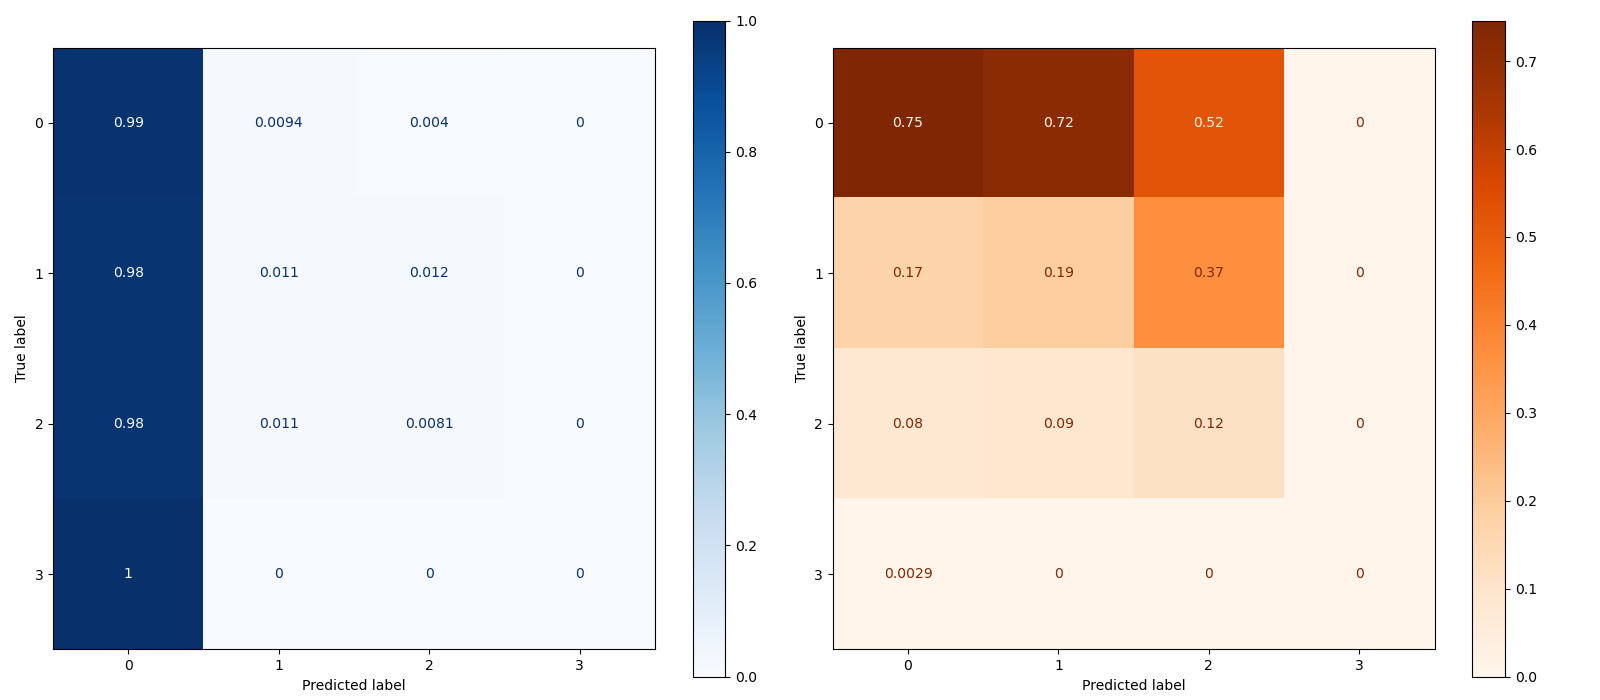 1.0
0.8
0.6
0.4
0.2
0.0
0 0.99 0.0094 0.004 0
1 0.98 0.011 0.012 0
2 0.98 0.011 0.0081 0
3 1 0 0 0
0 1 2 3
True label
Predicted label
0.7
0.6
0.5
0.4
0.3
0.2
0.1
0.0
0 0.75 0.72 0.52 0
1 0.17 0.19 0.37 0
2 0.08 0.09 0.12 0
3 0.0029 0 0 0
0 1 2 3
True label
Predicted label